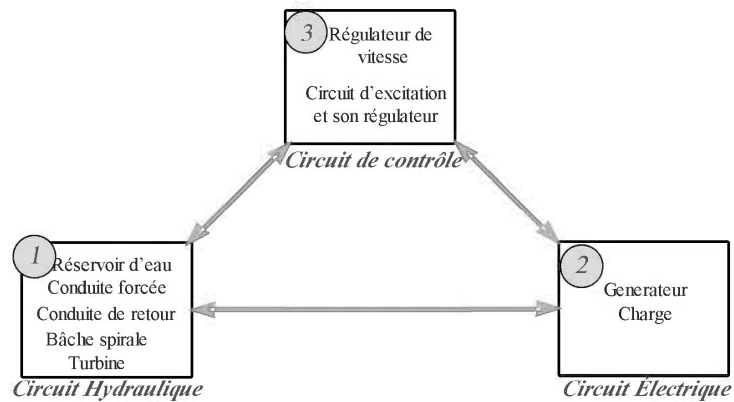 3
Régulateur de
vitesse
Circuit d'excitation
et son régulateur
Circuit de contrôle
1
Réservoir d'eau
Conduite forcée
Conduite de retour
Bâche spirale
Turbine
Circuit Hydraulique
2
Generateur
Charge
Circuit Électrique